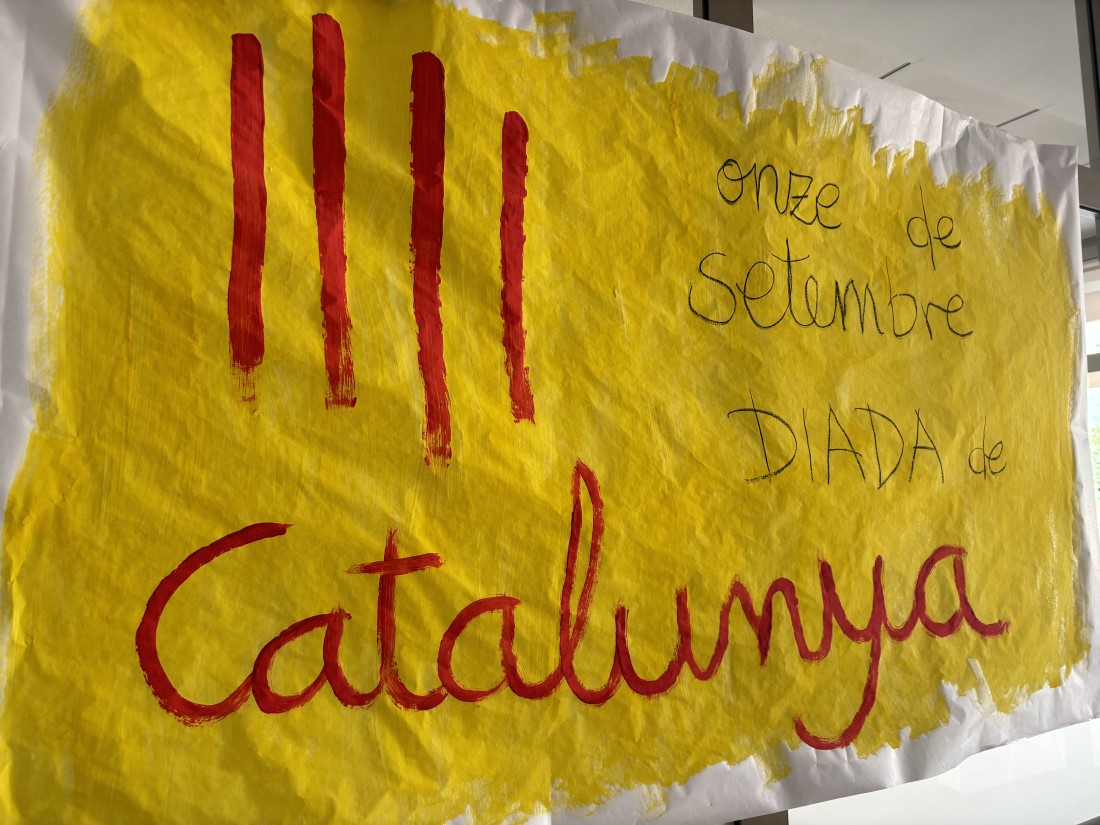 onze de
setembre
DIADA de
Catalunya